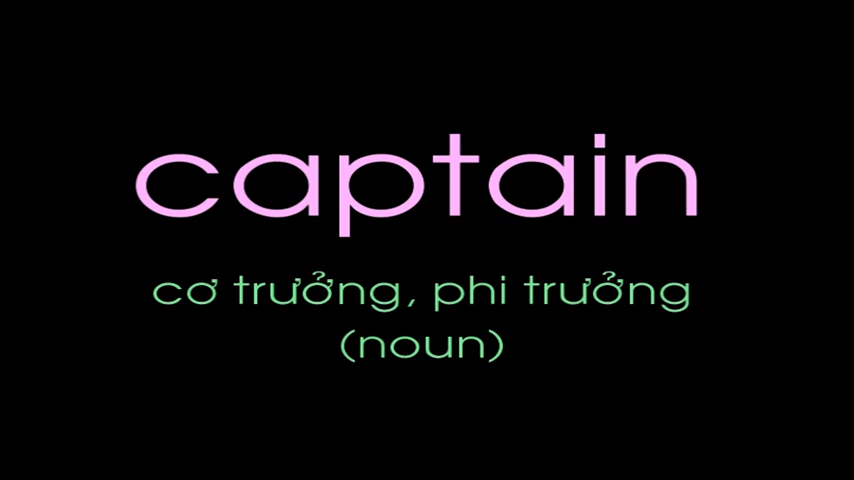 captain
cơ trưởng, phi trưởng
(noun)